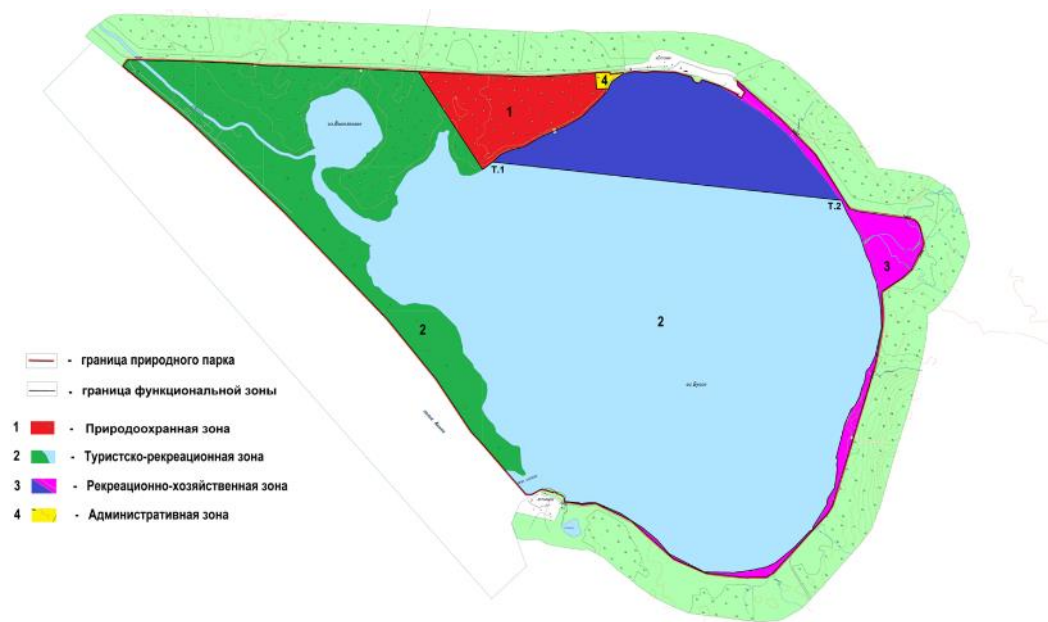 4
1
Т.1
Т.2
3
2
2
- граница природного парка
- граница функциональной зоны
1 - Природоохранная зона
2 - Туристско-рекреационная зона
3 - Рекреационно-хозяйственная зона
4 - Административная зона